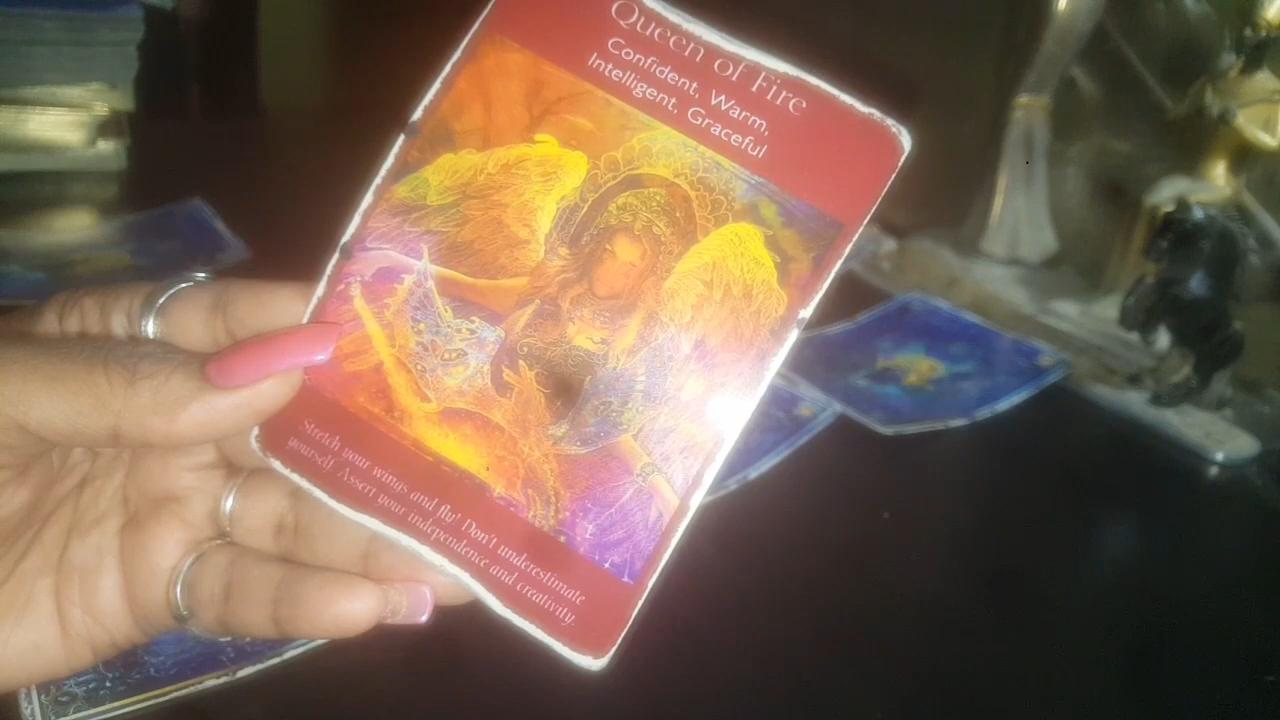 Queen of Fire
Confident, Warm,
Intelligent, Graceful
Stretch your wings and fly! Don't underestimate
yourself. Assert your independence and creativity.